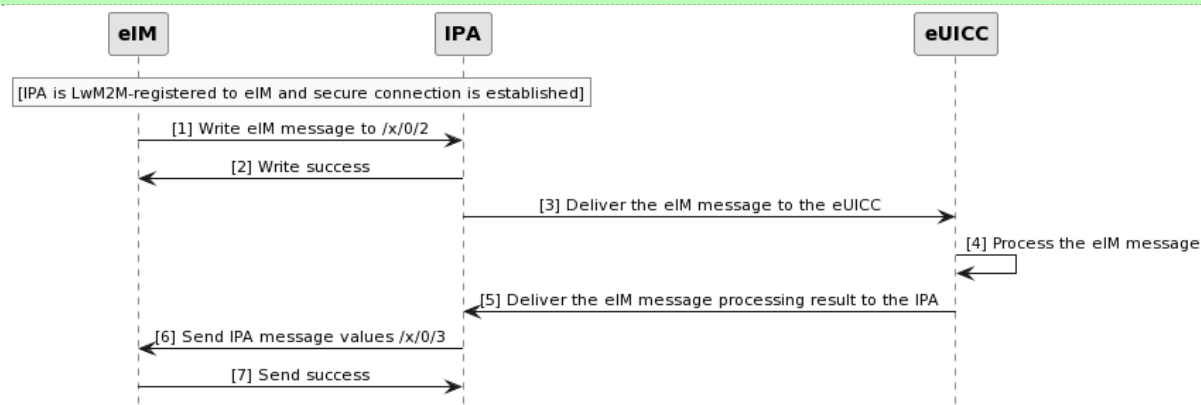 eIM IPA eUICC
[IPA is LwM2M-registered to eIM and secure connection is established]
[1] Write eIM message to /x/0/2
[2] Write success
[3] Deliver the eIM message to the eUICC
[4] Process the eIM message
[5] Deliver the eIM message processing result to the IPA
[6] Send IPA message values /x/0/3
[7] Send success